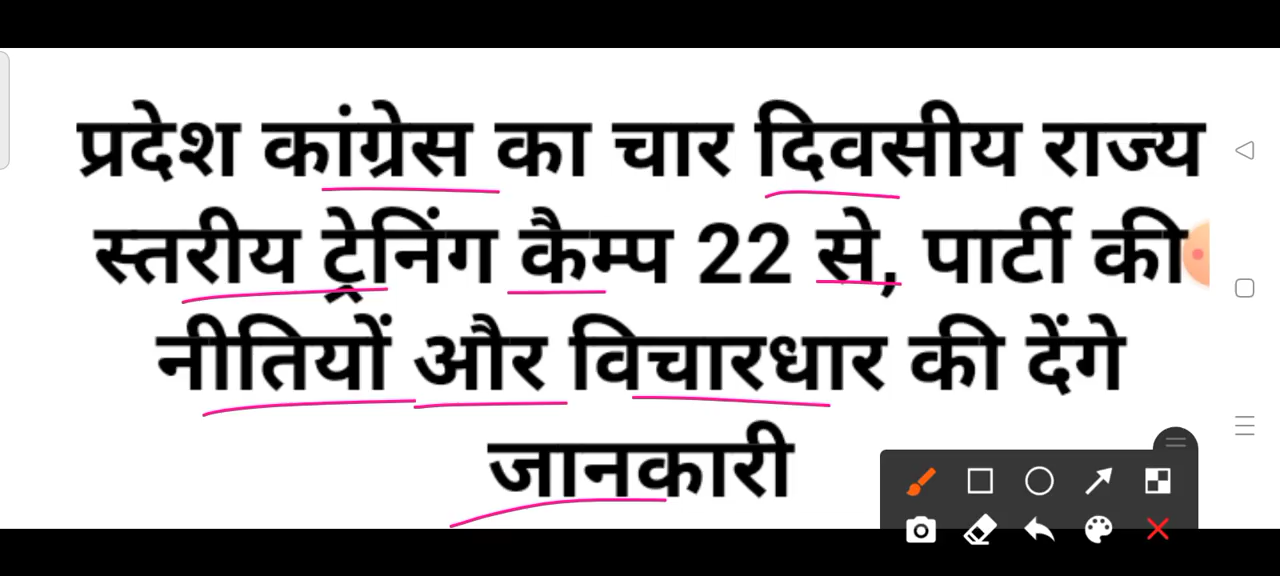 प्रदेश कांग्रेस का चार दिवसीय राज्य
स्तरीय ट्रेनिंग कैम्प 22 से, पार्टी की
नीतियों और विचारधार की देंगे
जानकारी